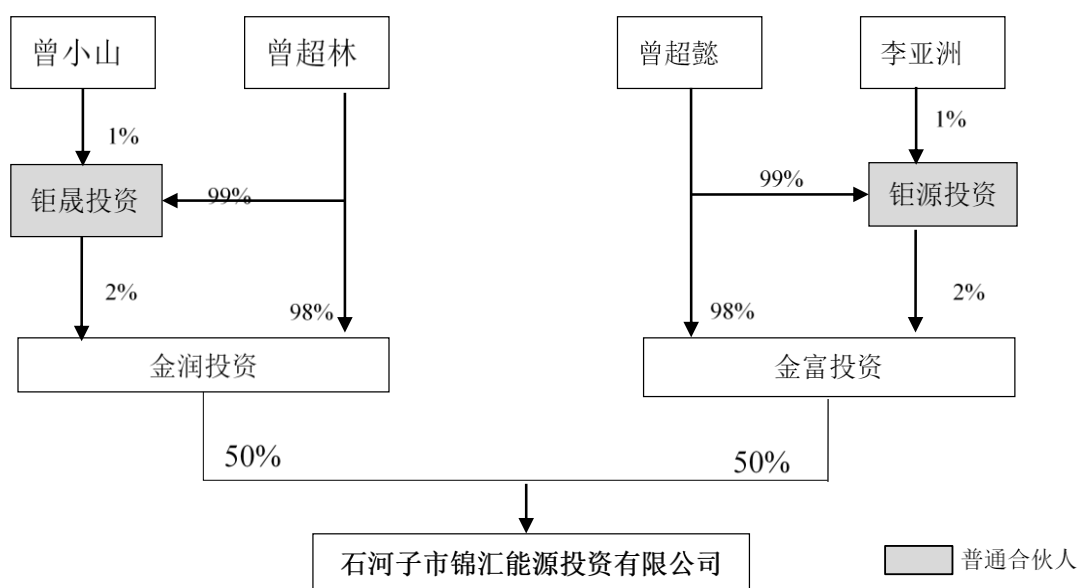 曾小山
曾超林
曾超懿
李亚洲
1%
1%
钜晟投资
99%
99%
钜源投资
2%
98%
98%
2%
金润投资
金富投资
50%
50%
石河子市锦汇能源投资有限公司
普通合伙人